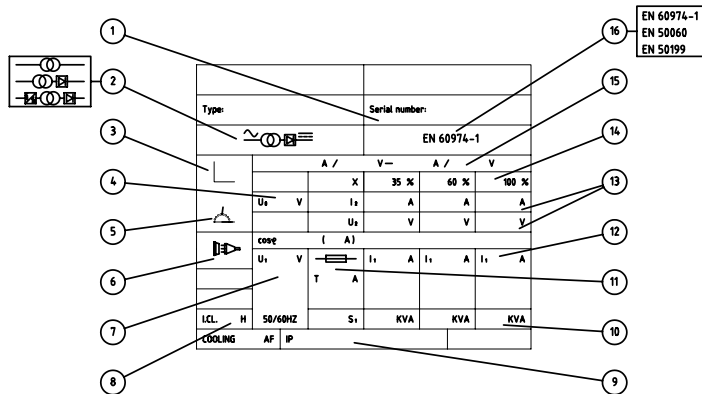 1
16
EN 60974-1
EN 50060
EN 50199
2
15
Type:
Serial number:
EN 60974-1
3
14
A / V— A / V
X 35 % 60 % 100 %
4
13
U₀ V I₂ A A A
U₂ V V V
5
12
cosφ ( A)
6
11
U₁ V I₁ A I₁ A I₁ A
T A
7
10
I.CL. H 50/60HZ S₁ KVA KVA KVA
COOLING AF IP
8
9